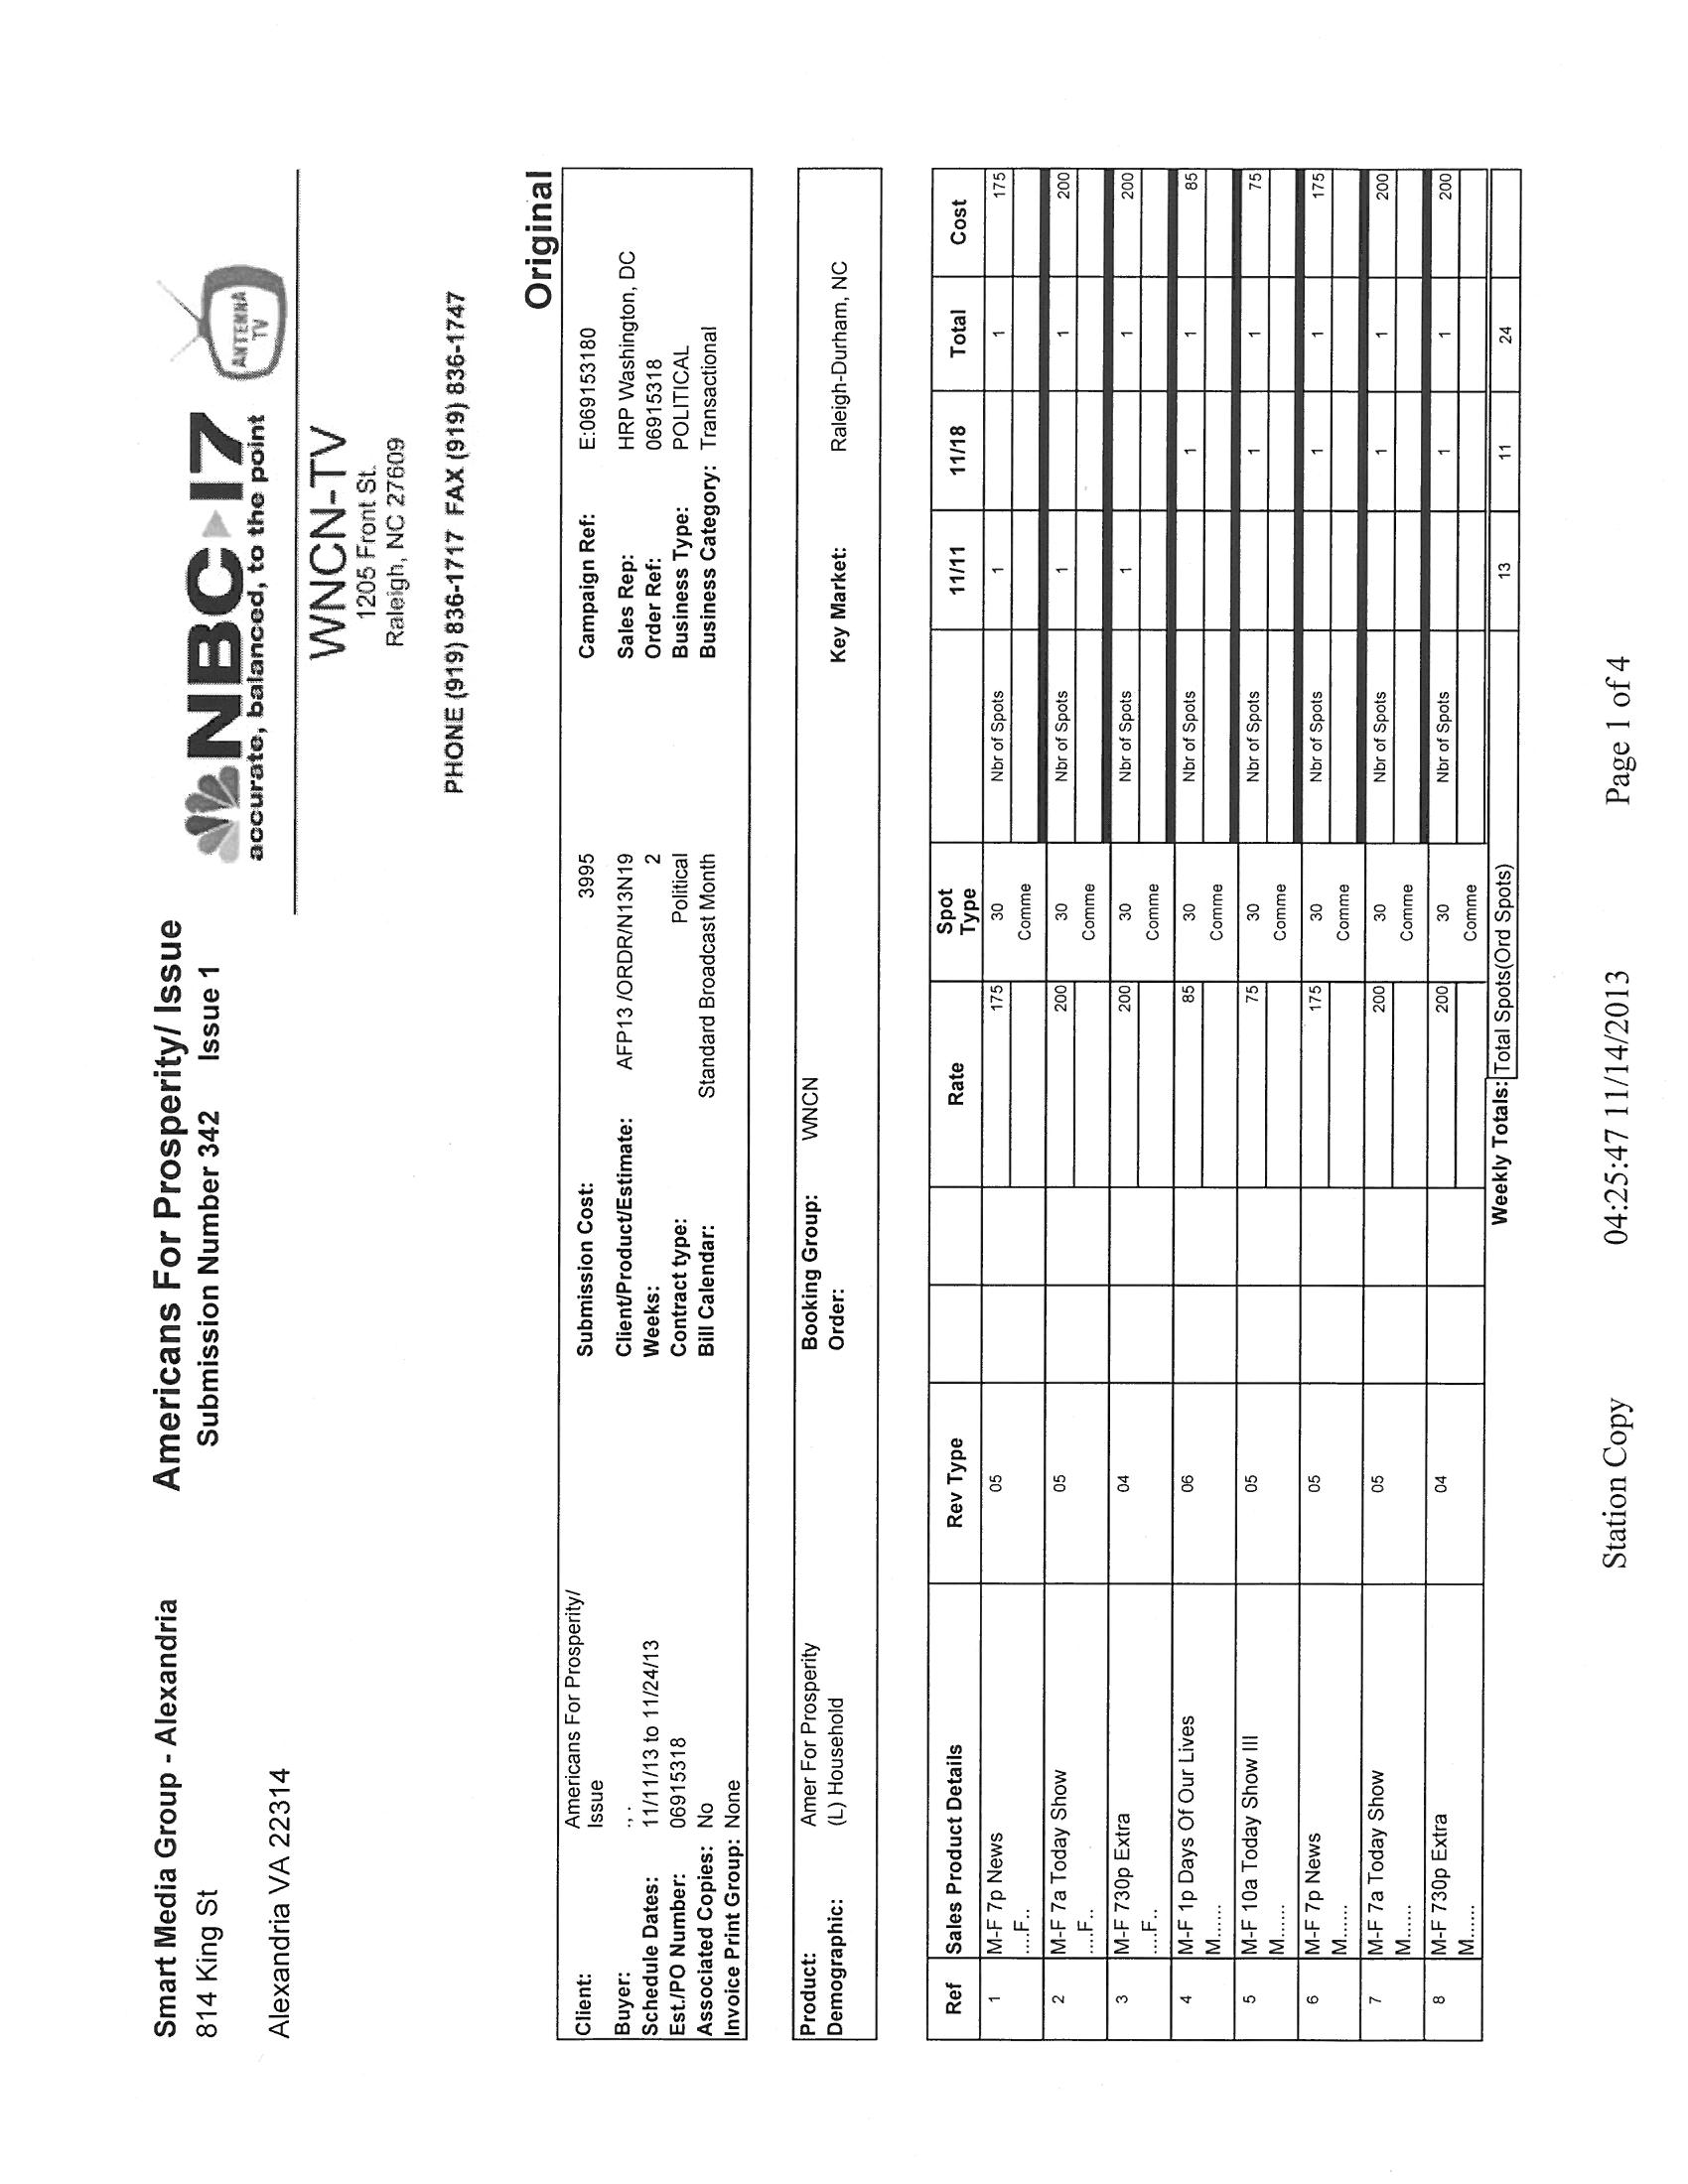 Smart Media Group - Alexandria
814 King St
Alexandria VA 22314
Americans For Prosperity/ Issue
Submission Number 342 Issue 1
NBC 17
accurate, balanced, to the point
ANTENNA TV
WNCN-TV
1205 Front St.
Raleigh, NC 27609
PHONE (919) 836-1717 FAX (919) 836-1747
Original
Client: Americans For Prosperity/ Issue Submission Cost: 3995 Campaign Ref: E:069153180
Buyer: , . Client/Product/Estimate: AFP13 /ORDR/N13N19 Sales Rep: HRP Washington, DC
Schedule Dates: 11/11/13 to 11/24/13 Weeks: 2 Order Ref: 06915318
Est./PO Number: 06915318 Contract type: Political Business Type: POLITICAL
Associated Copies: No Bill Calendar: Standard Broadcast Month Business Category: Transactional
Invoice Print Group: None
Product: Amer For Prosperity Booking Group: WNCN
Demographic: (L) Household Order: Key Market: Raleigh-Durham, NC
Ref Sales Product Details Rev Type Rate Spot Type 11/11 11/18 Total Cost
1 M-F 7p News 05 175 30 Nbr of Spots 1 1 175
....F.. Comme
2 M-F 7a Today Show 05 200 30 Nbr of Spots 1 1 200
....F.. Comme
3 M-F 730p Extra 04 200 30 Nbr of Spots 1 1 200
....F.. Comme
4 M-F 1p Days Of Our Lives 06 85 30 Nbr of Spots 1 1 85
M...... Comme
5 M-F 10a Today Show III 05 75 30 Nbr of Spots 1 1 75
M...... Comme
6 M-F 7p News 05 175 30 Nbr of Spots 1 1 175
M...... Comme
7 M-F 7a Today Show 05 200 30 Nbr of Spots 1 1 200
M...... Comme
8 M-F 730p Extra 04 200 30 Nbr of Spots 1 1 200
M...... Comme
Weekly Totals: Total Spots(Ord Spots) 13 11 24
Station Copy 04:25:47 11/14/2013 Page 1 of 4